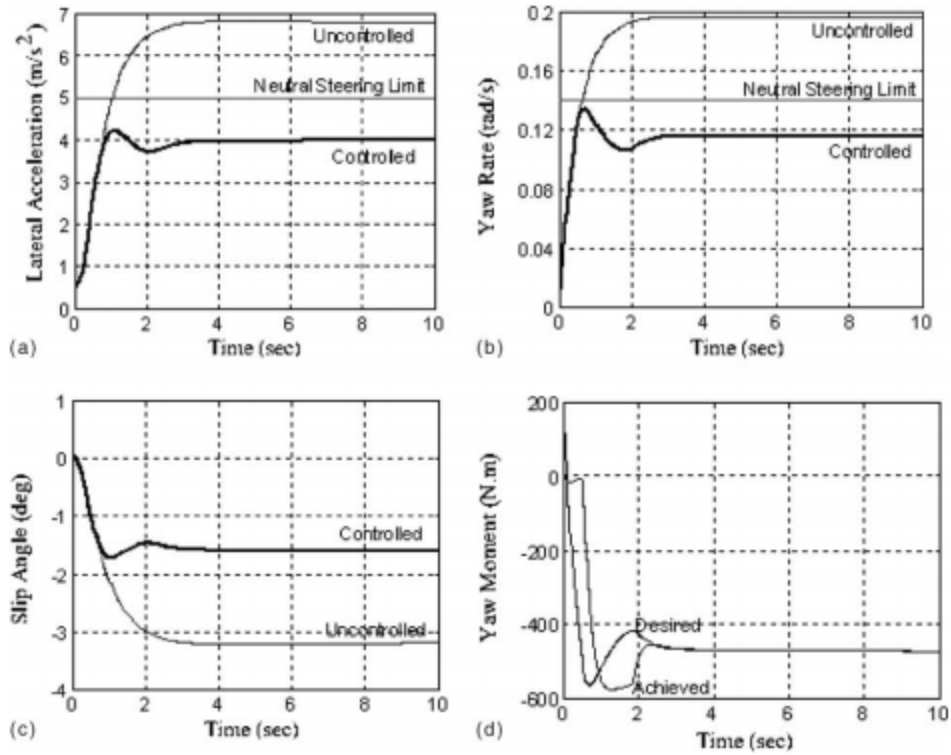 7
6
5
4
3
2
1
0
Lateral Acceleration (m/s²)
Uncontrolled
Neutral Steering Limit
Controlled
0 2 4 6 8 10
(a) Time (sec)
0.2
0.16
0.12
0.08
0.04
0
Yaw Rate (rad/s)
Uncontrolled
Neutral Steering Limit
Controlled
0 2 4 6 8 10
(b) Time (sec)
1
0
-1
-2
-3
-4
Slip Angle (deg)
Controlled
Uncontrolled
0 2 4 6 8 10
(c) Time (sec)
200
0
-200
-400
-600
Yaw Moment (N.m)
Desired
Achieved
0 2 4 6 8 10
(d) Time (sec)